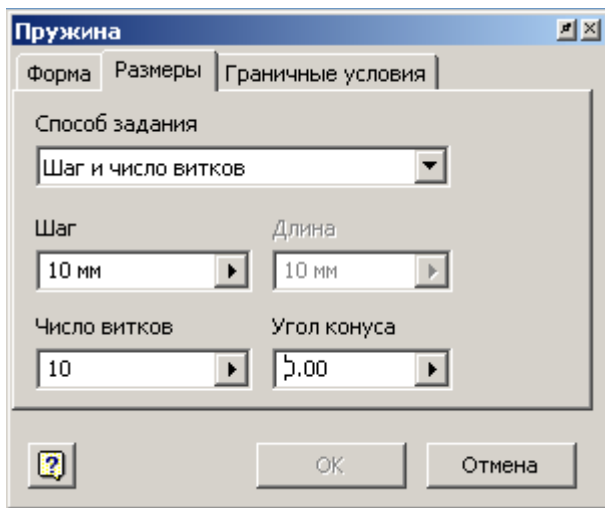 Пружина
Форма Размеры Граничные условия
Способ задания
Шаг и число витков
Шаг Длина
10 мм 10 мм
Число витков Угол конуса
10 .00
OK Отмена